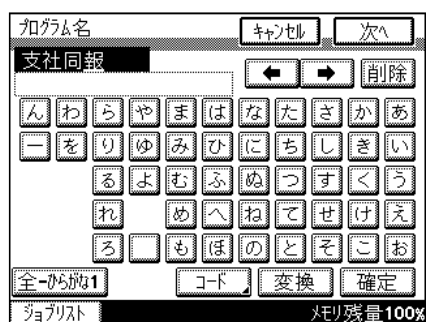 ﾌﾟﾛｸﾞﾗﾑ名 ｷｬﾝｾﾙ 次へ
支社同報
← → 削除
ん わ ら や ま は な た さ か あ
ー を り ゆ み ひ に ち し き い
る よ む ふ ぬ つ す く う
れ め へ ね て せ け え
ろ も ほ の と そ こ お
全-ひらがな1 ｺｰﾄﾞ 変換 確定
ｼﾞｮﾌﾞﾘｽﾄ ﾒﾓﾘ残量100%